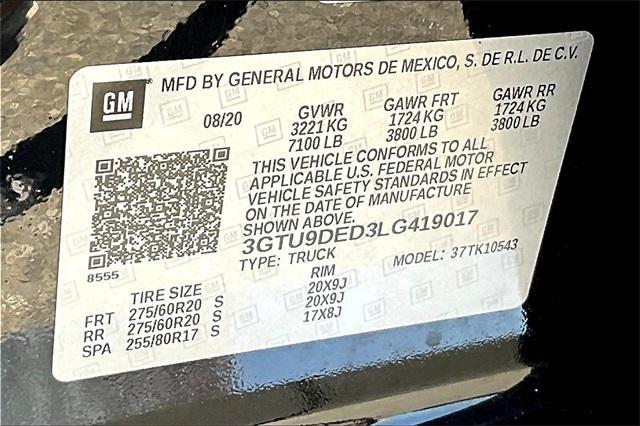 GM MFD BY GENERAL MOTORS DE MEXICO, S. DE R.L. DE C.V.
08/20 GVWR GAWR FRT GAWR RR
3221 KG 1724 KG 1724 KG
7100 LB 3800 LB 3800 LB
THIS VEHICLE CONFORMS TO ALL
APPLICABLE U.S. FEDERAL MOTOR
VEHICLE SAFETY STANDARDS IN EFFECT
ON THE DATE OF MANUFACTURE
SHOWN ABOVE.
3GTU9DED3LG419017
8555 TYPE: TRUCK MODEL: 37TK10543
TIRE SIZE RIM
FRT 275/60R20 S 20X9J
RR 275/60R20 S 20X9J
SPA 255/80R17 S 17X8J